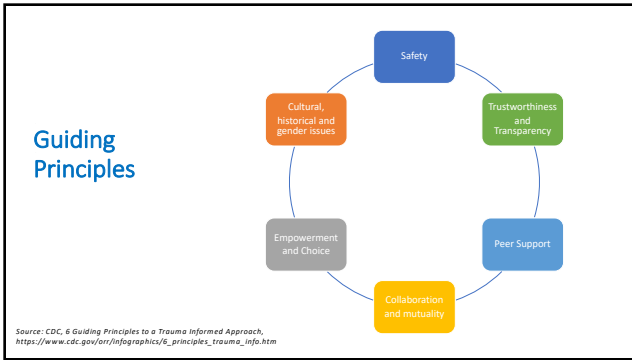 Guiding
Principles
Safety
Trustworthiness
and
Transparency
Peer Support
Collaboration
and mutuality
Empowerment
and Choice
Cultural,
historical and
gender issues
Source: CDC, 6 Guiding Principles to a Trauma Informed Approach,
https://www.cdc.gov/orr/infographics/6_principles_trauma_info.htm